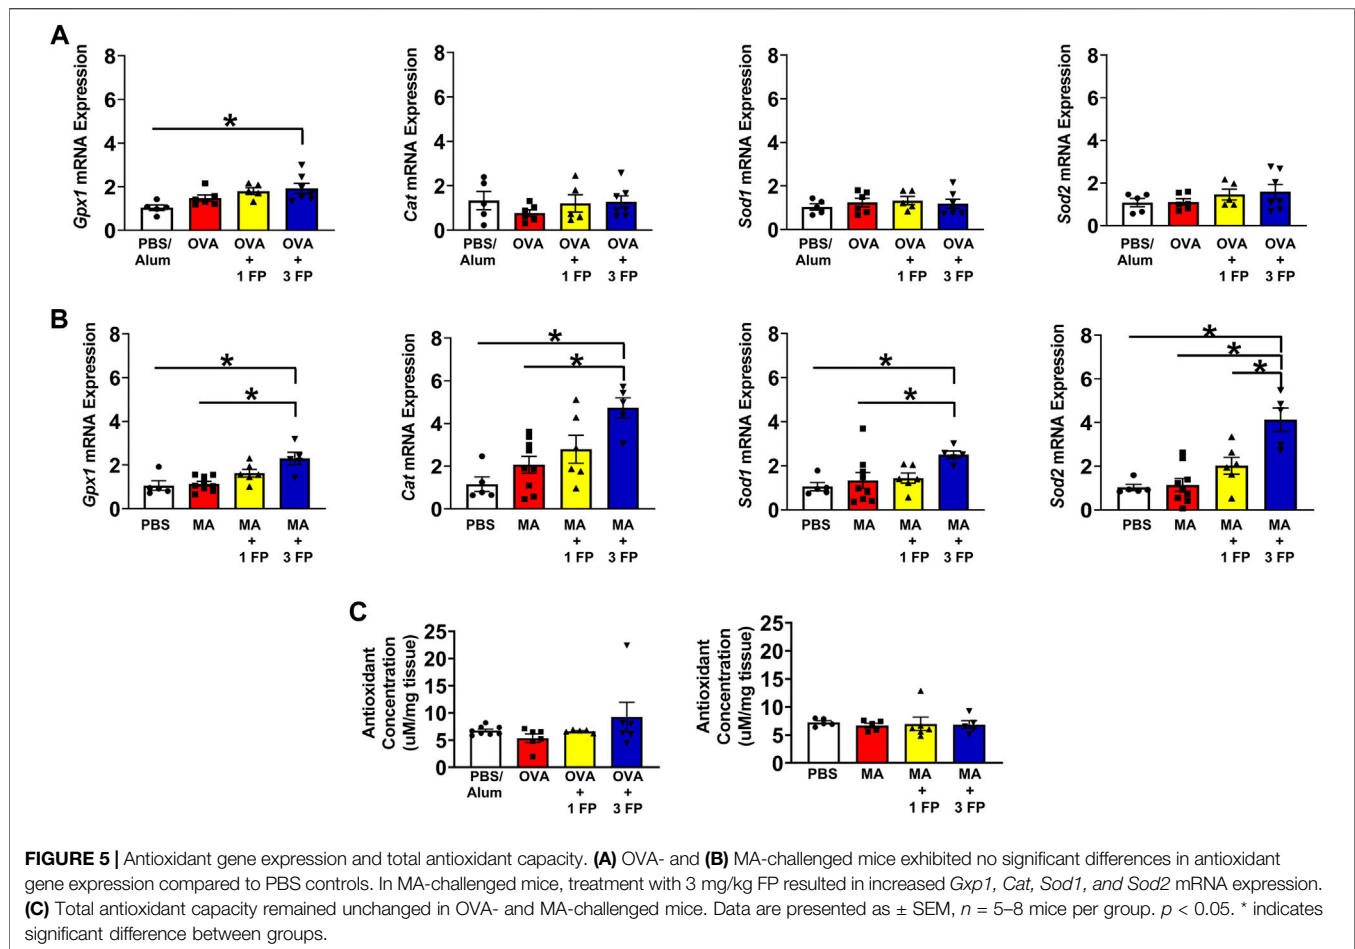 A
Gpx1 mRNA Expression
8
6
4
2
0
*
PBS/
Alum
OVA
OVA
+
1 FP
OVA
+
3 FP
Cat mRNA Expression
8
6
4
2
0
PBS/
Alum
OVA
OVA
+
1 FP
OVA
+
3 FP
Sod1 mRNA Expression
8
6
4
2
0
PBS/
Alum
OVA
OVA
+
1 FP
OVA
+
3 FP
Sod2 mRNA Expression
8
6
4
2
0
PBS/
Alum
OVA
OVA
+
1 FP
OVA
+
3 FP
B
Gpx1 mRNA Expression
8
6
4
2
0
*
*
PBS
MA
MA
+
1 FP
MA
+
3 FP
Cat mRNA Expression
8
6
4
2
0
*
*
PBS
MA
MA
+
1 FP
MA
+
3 FP
Sod1 mRNA Expression
8
6
4
2
0
*
*
PBS
MA
MA
+
1 FP
MA
+
3 FP
Sod2 mRNA Expression
8
6
4
2
0
*
*
*
PBS
MA
MA
+
1 FP
MA
+
3 FP
C
Antioxidant
Concentration
(uM/mg tissue)
25
20
15
10
5
0
PBS/
Alum
OVA
OVA
+
1 FP
OVA
+
3 FP
Antioxidant
Concentration
(uM/mg tissue)
25
20
15
10
5
0
PBS
MA
MA
+
1 FP
MA
+
3 FP
FIGURE 5 | Antioxidant gene expression and total antioxidant capacity. (A) OVA- and (B) MA-challenged mice exhibited no significant differences in antioxidant
gene expression compared to PBS controls. In MA-challenged mice, treatment with 3 mg/kg FP resulted in increased Gxp1, Cat, Sod1, and Sod2 mRNA expression.
(C) Total antioxidant capacity remained unchanged in OVA- and MA-challenged mice. Data are presented as ± SEM, n = 5–8 mice per group. p < 0.05. * indicates
significant difference between groups.